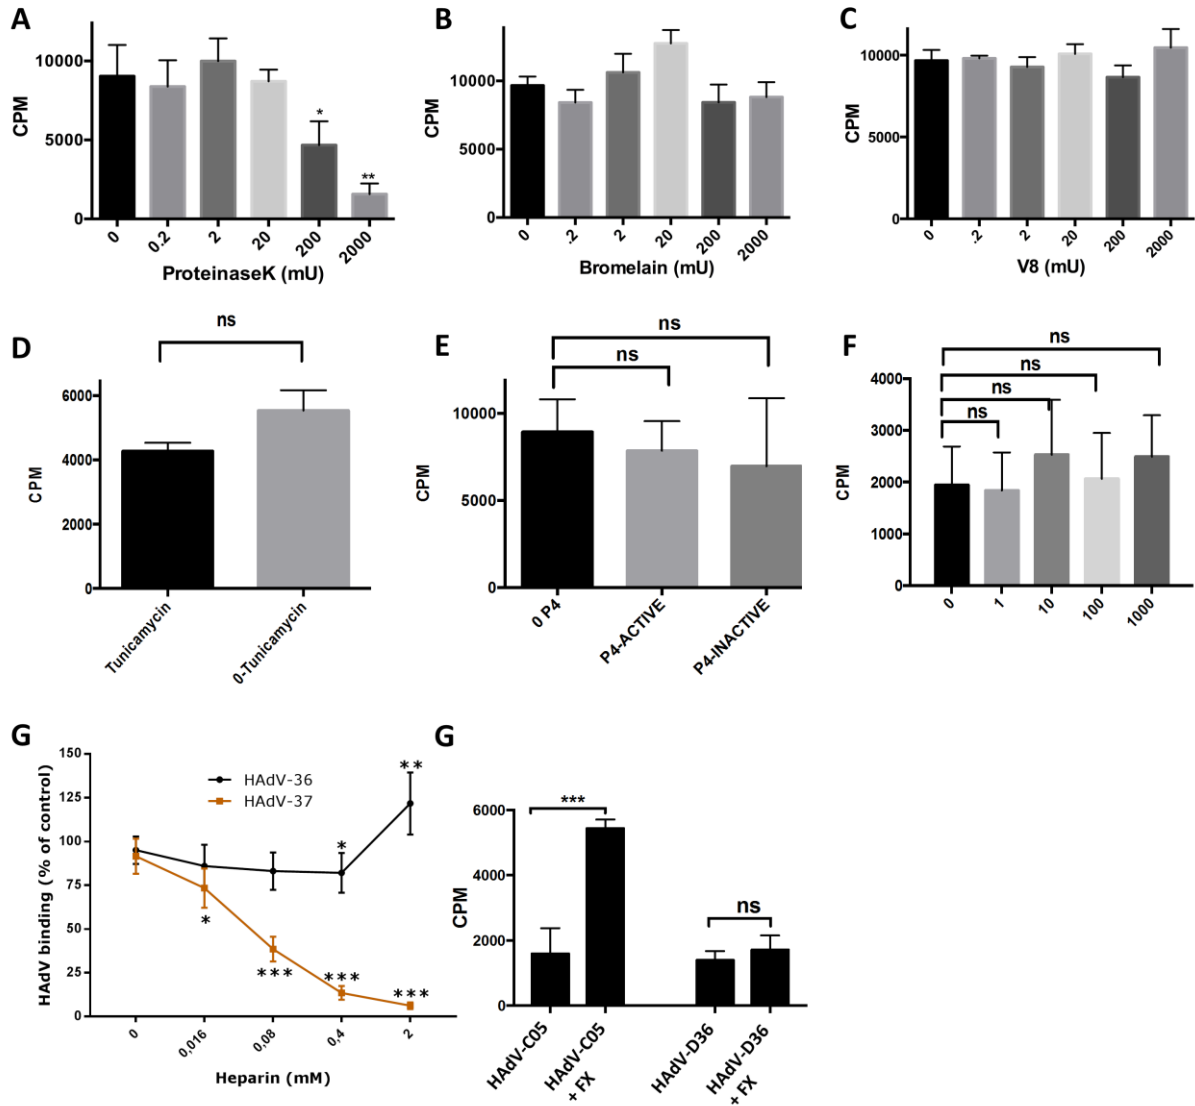 A
CPM
10000
5000
0
*
**
0
0.2
2
20
200
2000
ProteinaseK (mU)
B
CPM
10000
5000
0
0
.2
2
20
200
2000
Bromelain (mU)
C
CPM
10000
5000
0
0
.2
2
20
200
2000
V8 (mU)
D
ns
CPM
6000
4000
2000
0
Tunicamycin
0-Tunicamycin
E
ns
ns
CPM
10000
5000
0
0 P4
P4-ACTIVE
P4-INACTIVE
F
ns
ns
ns
ns
CPM
4000
3000
2000
1000
0
0
1
10
100
1000
G
HAdV binding (% of control)
150
125
100
75
50
25
0
HAdV-36
HAdV-37
**
*
*
***
***
***
0
0,016
0,08
0,4
2
Heparin (mM)
G
CPM
6000
4000
2000
0
***
ns
HAdV-C05
HAdV-C05
+ FX
HAdV-D36
HAdV-D36
+ FX